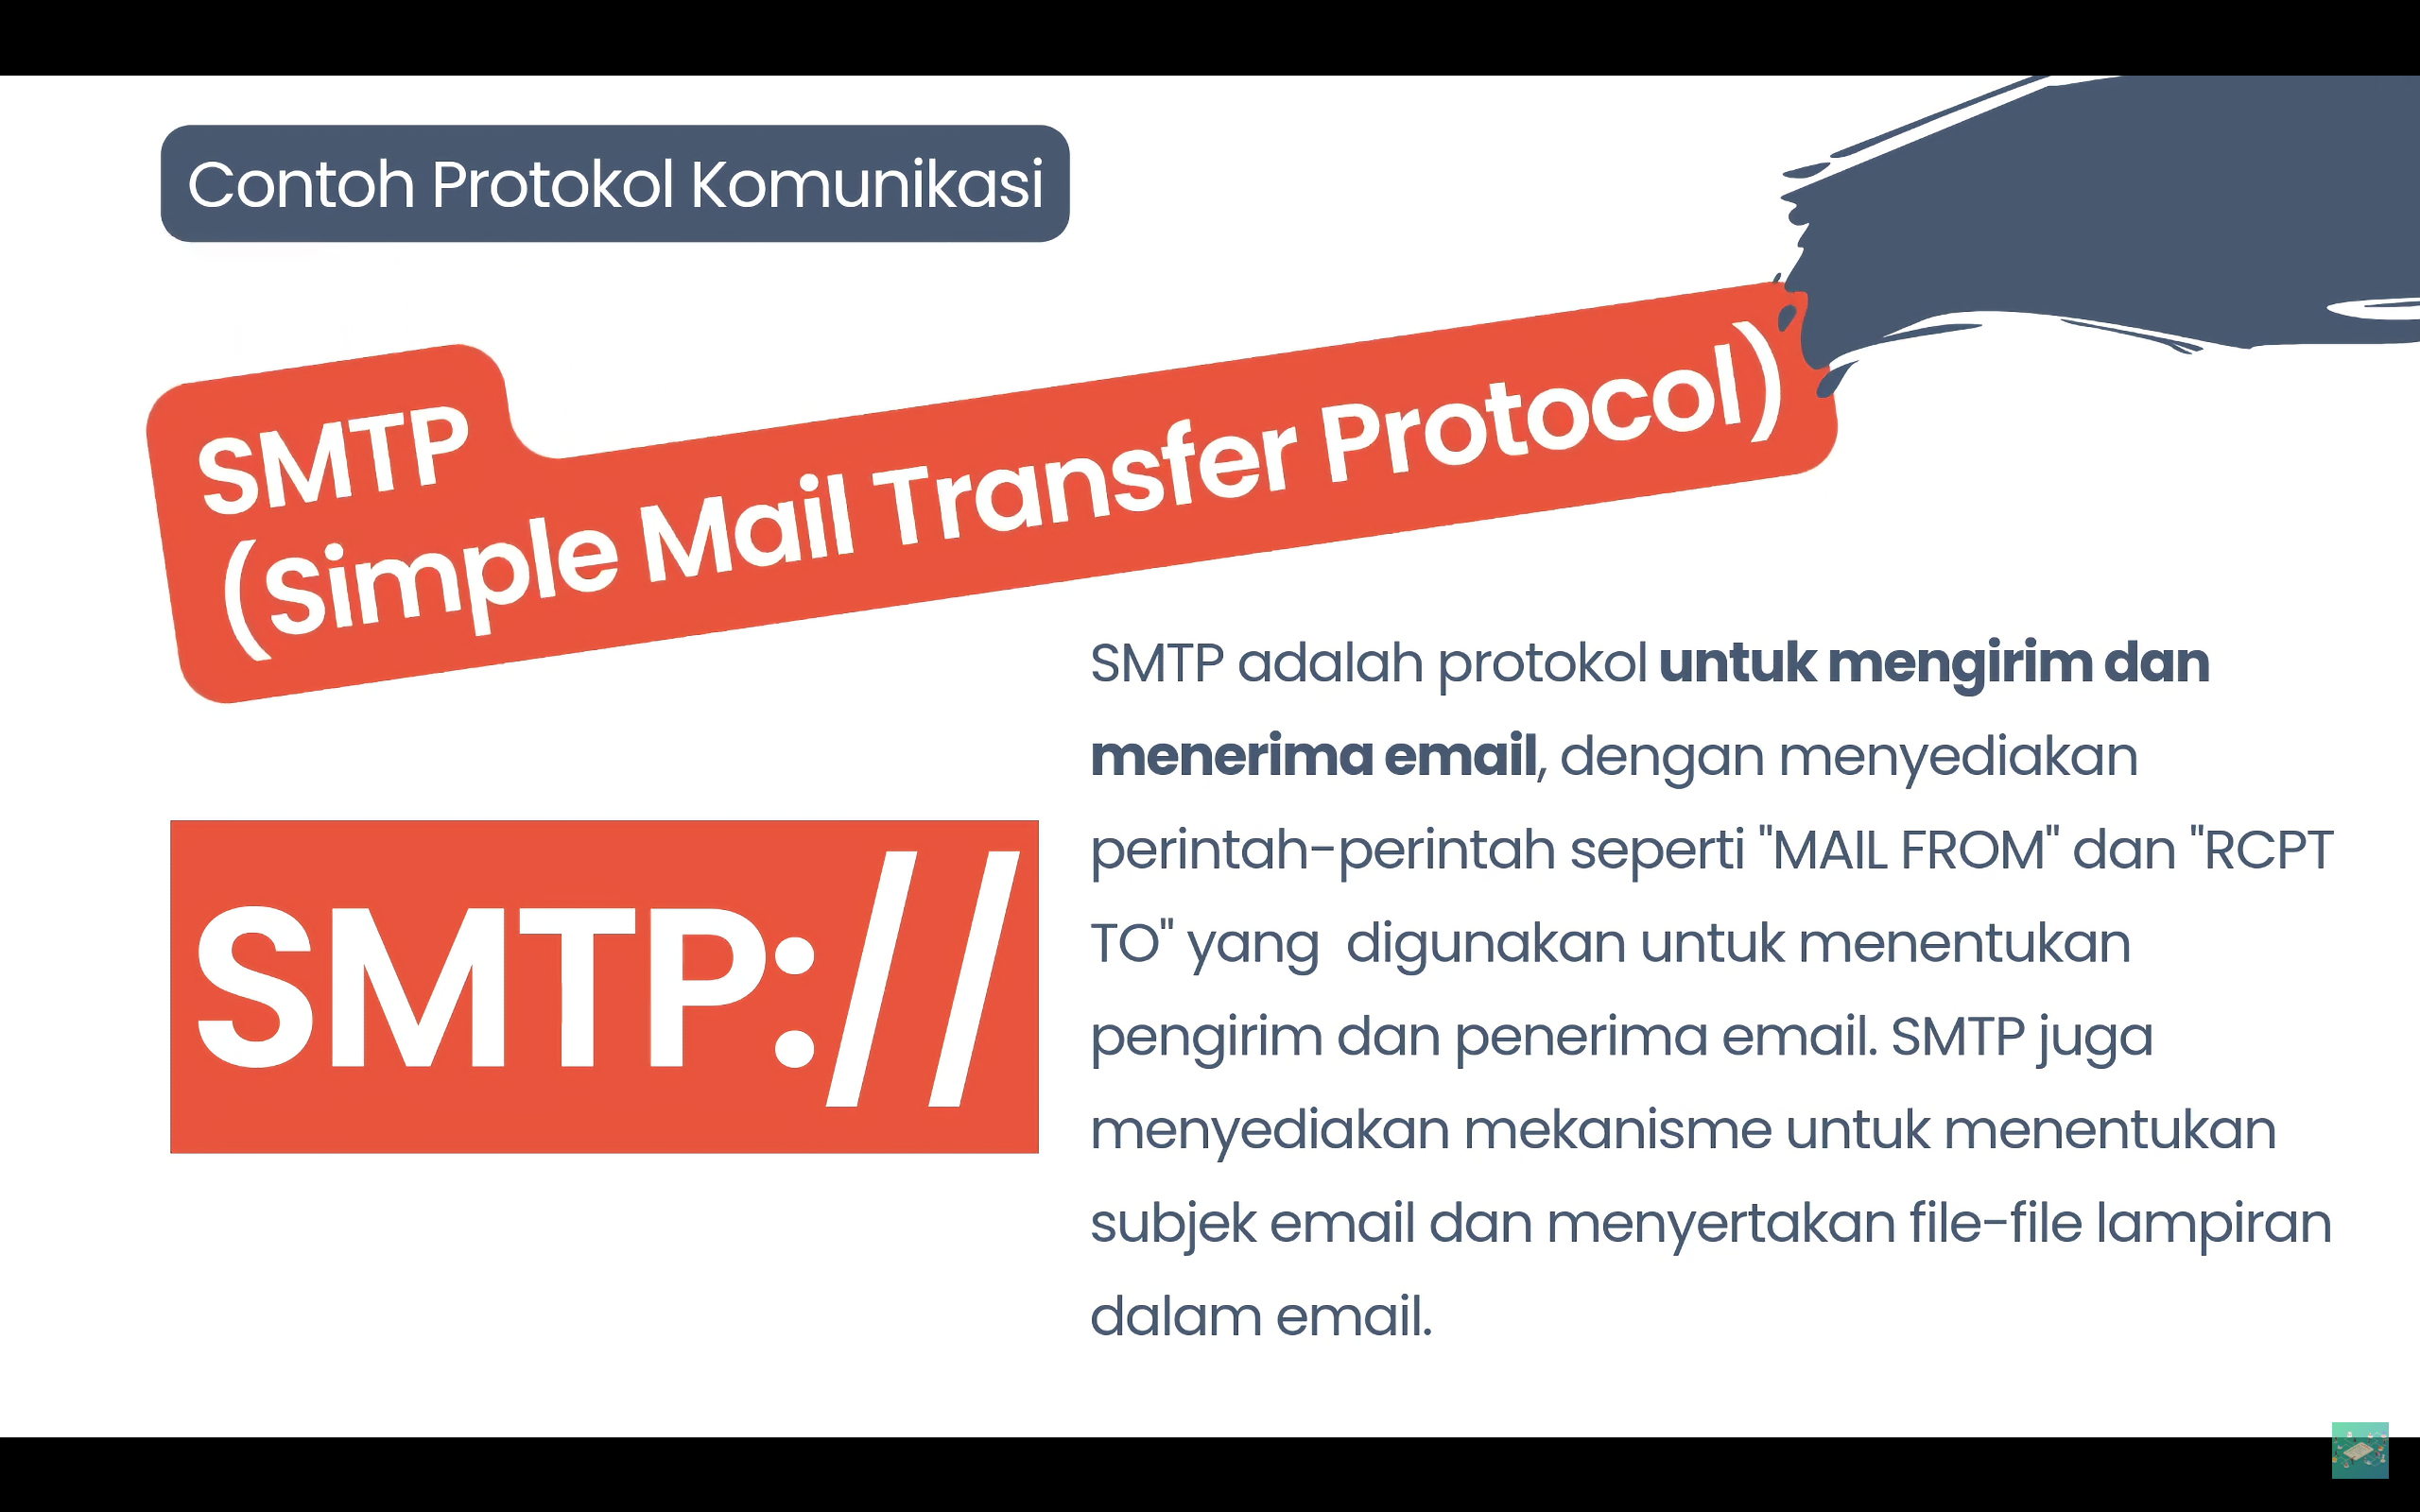 Contoh Protokol Komunikasi
SMTP
(Simple Mail Transfer Protocol)
SMTP://
SMTP adalah protokol untuk mengirim dan
menerima email, dengan menyediakan
perintah-perintah seperti "MAIL FROM" dan "RCPT
TO" yang  digunakan untuk menentukan
pengirim dan penerima email. SMTP juga
menyediakan mekanisme untuk menentukan
subjek email dan menyertakan file-file lampiran
dalam email.